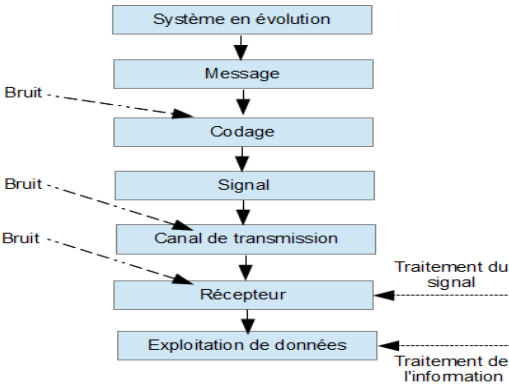 Système en évolution
Message
Bruit
Codage
Signal
Bruit
Canal de transmission
Bruit
Traitement du
signal
Récepteur
Exploitation de données
Traitement de
l'information